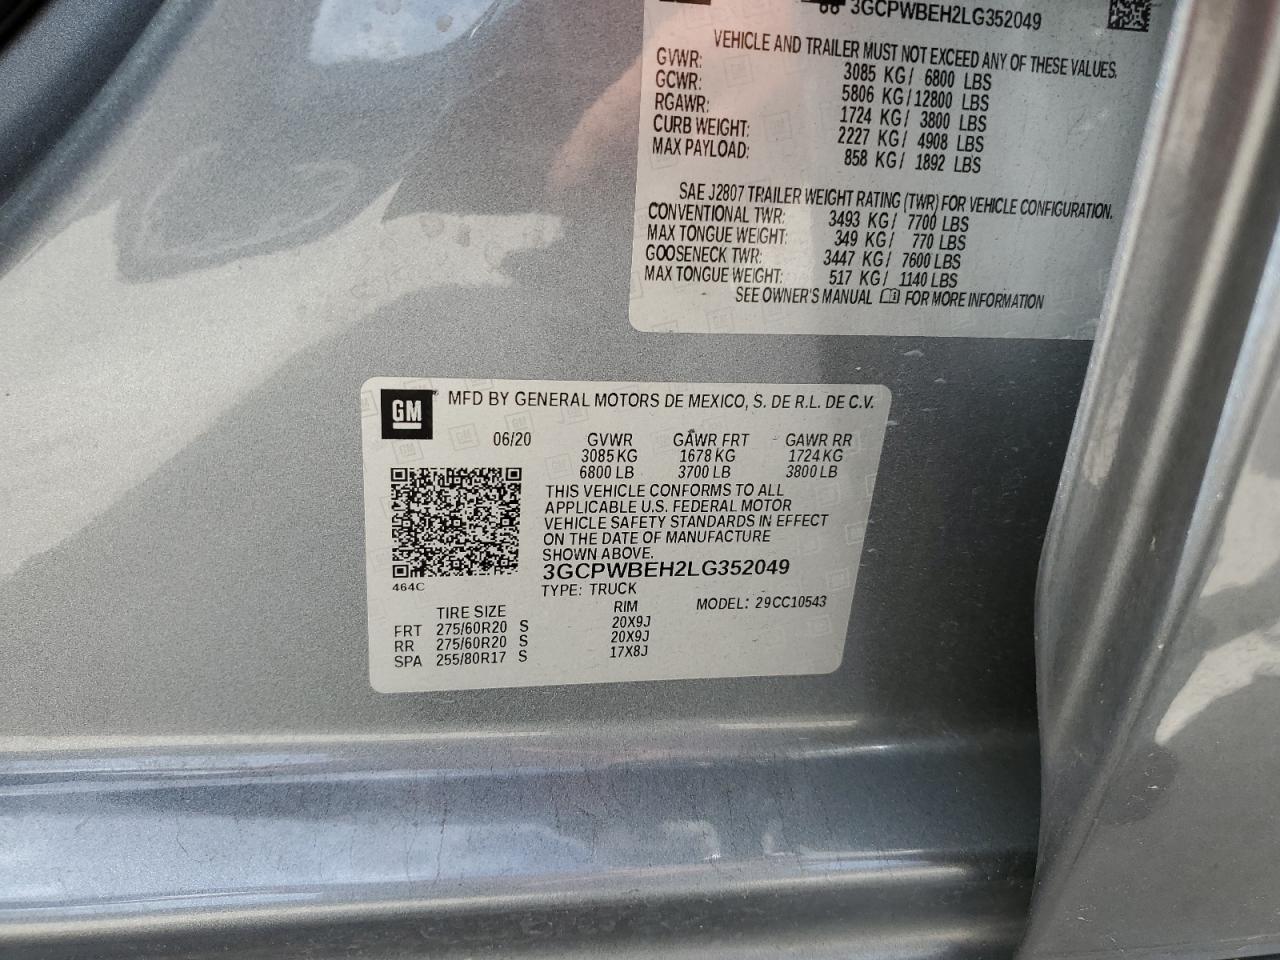 3GCPWBEH2LG352049
VEHICLE AND TRAILER MUST NOT EXCEED ANY OF THESE VALUES.
GVWR: 3085 KG/ 6800 LBS
GCWR: 5806 KG/12800 LBS
RGAWR: 1724 KG/ 3800 LBS
CURB WEIGHT: 2227 KG/ 4908 LBS
MAX PAYLOAD: 858 KG/ 1892 LBS
SAE J2807 TRAILER WEIGHT RATING (TWR) FOR VEHICLE CONFIGURATION.
CONVENTIONAL TWR: 3493 KG/ 7700 LBS
MAX TONGUE WEIGHT: 349 KG/ 770 LBS
GOOSENECK TWR: 3447 KG/ 7600 LBS
MAX TONGUE WEIGHT: 517 KG/ 1140 LBS
SEE OWNER'S MANUAL FOR MORE INFORMATION
GM MFD BY GENERAL MOTORS DE MEXICO, S. DE R.L. DE C.V.
06/20 GVWR GAWR FRT GAWR RR
3085 KG 1678 KG 1724 KG
6800 LB 3700 LB 3800 LB
THIS VEHICLE CONFORMS TO ALL
APPLICABLE U.S. FEDERAL MOTOR
VEHICLE SAFETY STANDARDS IN EFFECT
ON THE DATE OF MANUFACTURE
SHOWN ABOVE.
3GCPWBEH2LG352049
464C
TYPE: TRUCK
TIRE SIZE RIM MODEL: 29CC10543
FRT 275/60R20 S 20X9J
RR 275/60R20 S 20X9J
SPA 255/80R17 S 17X8J